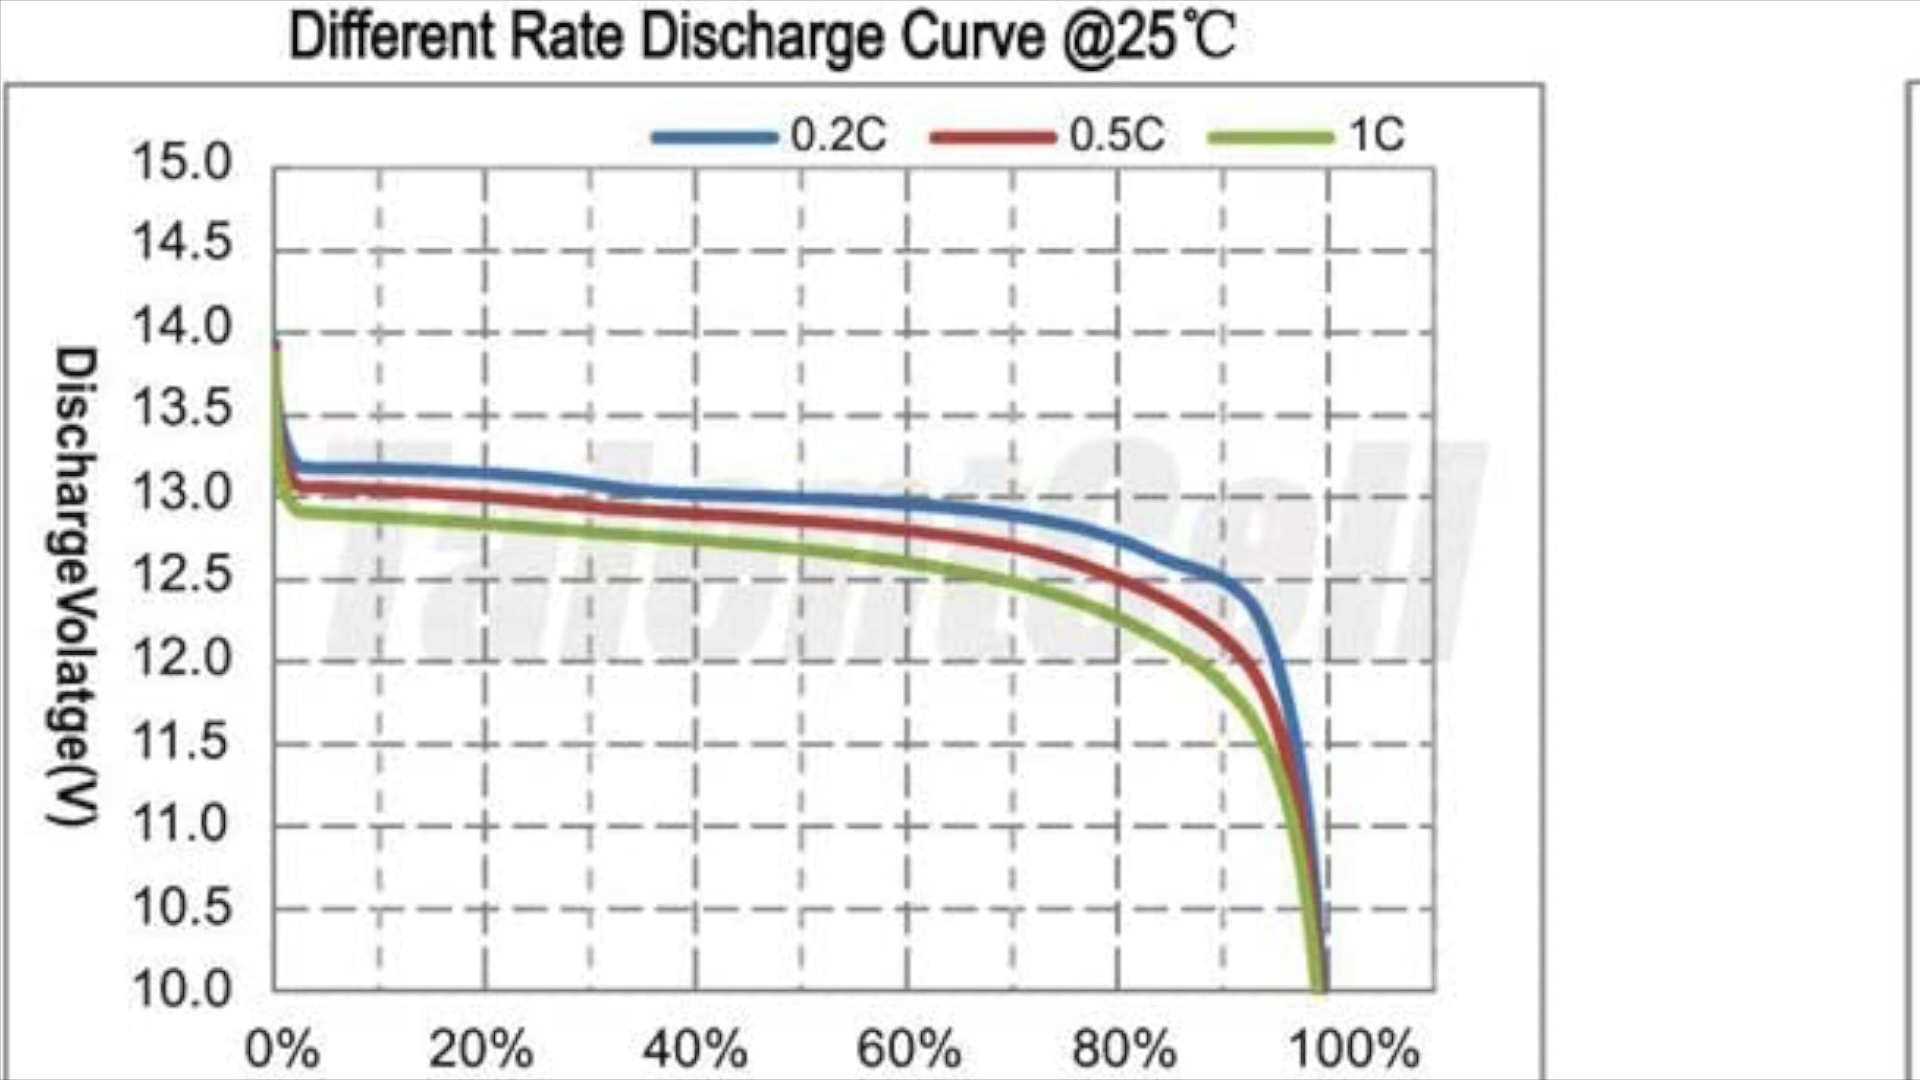 Different Rate Discharge Curve @25℃
0.2C 0.5C 1C
15.0
14.5
14.0
13.5
13.0
12.5
12.0
11.5
11.0
10.5
10.0
DischargeVolatge(V)
TalentCell
0% 20% 40% 60% 80% 100%